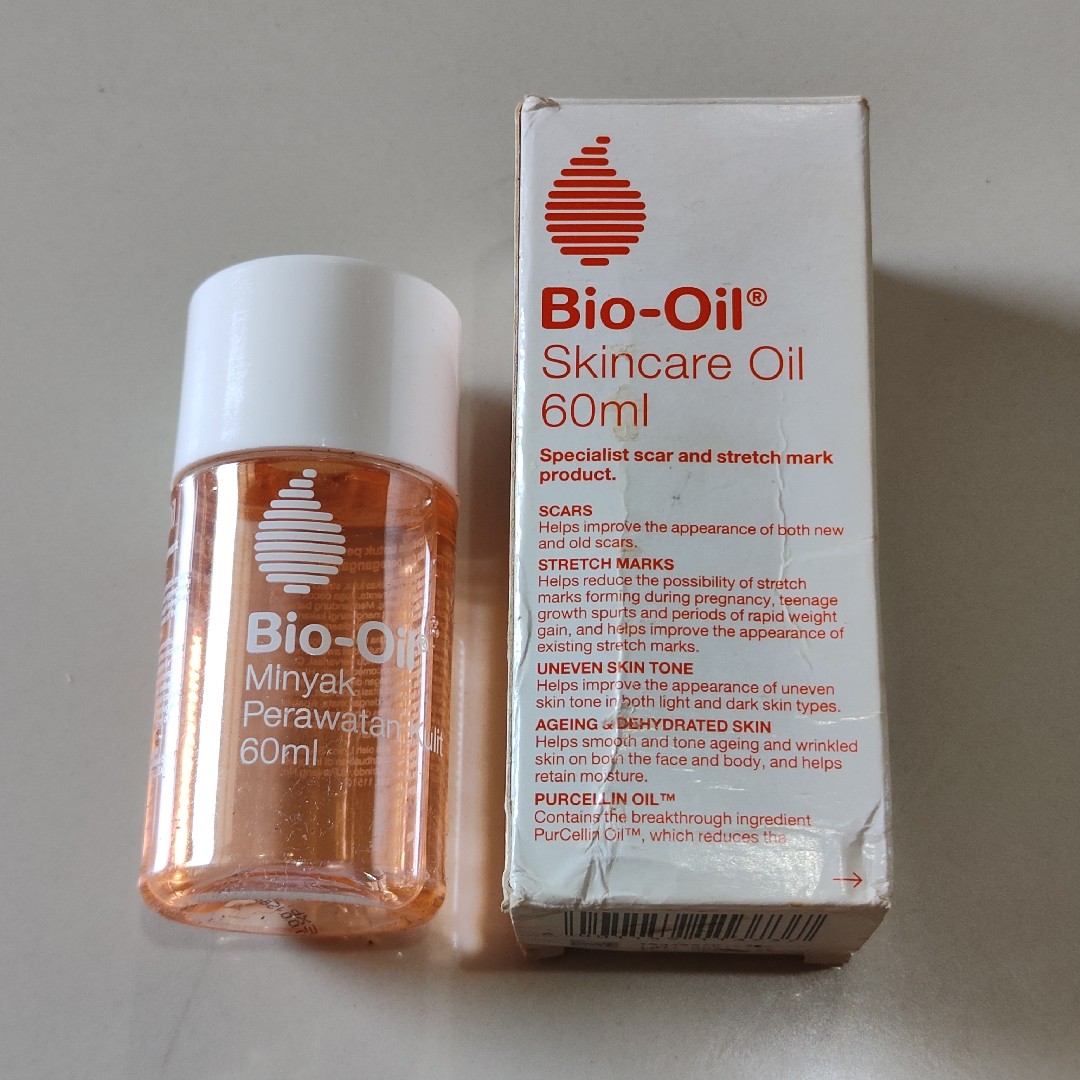 Bio-Oil®
Minyak
Perawatan Kulit
60ml
Bio-Oil®
Skincare Oil
60ml
Specialist scar and stretch mark
product.
SCARS
Helps improve the appearance of both new
and old scars.
STRETCH MARKS
Helps reduce the possibility of stretch
marks forming during pregnancy, teenage
growth spurts and periods of rapid weight
gain, and helps improve the appearance of
existing stretch marks.
UNEVEN SKIN TONE
Helps improve the appearance of uneven
skin tone in both light and dark skin types.
AGEING & DEHYDRATED SKIN
Helps smooth and tone ageing and wrinkled
skin on both the face and body, and helps
retain moisture.
PURCELLIN OIL™
Contains the breakthrough ingredient
PurCellin Oil™, which reduces the